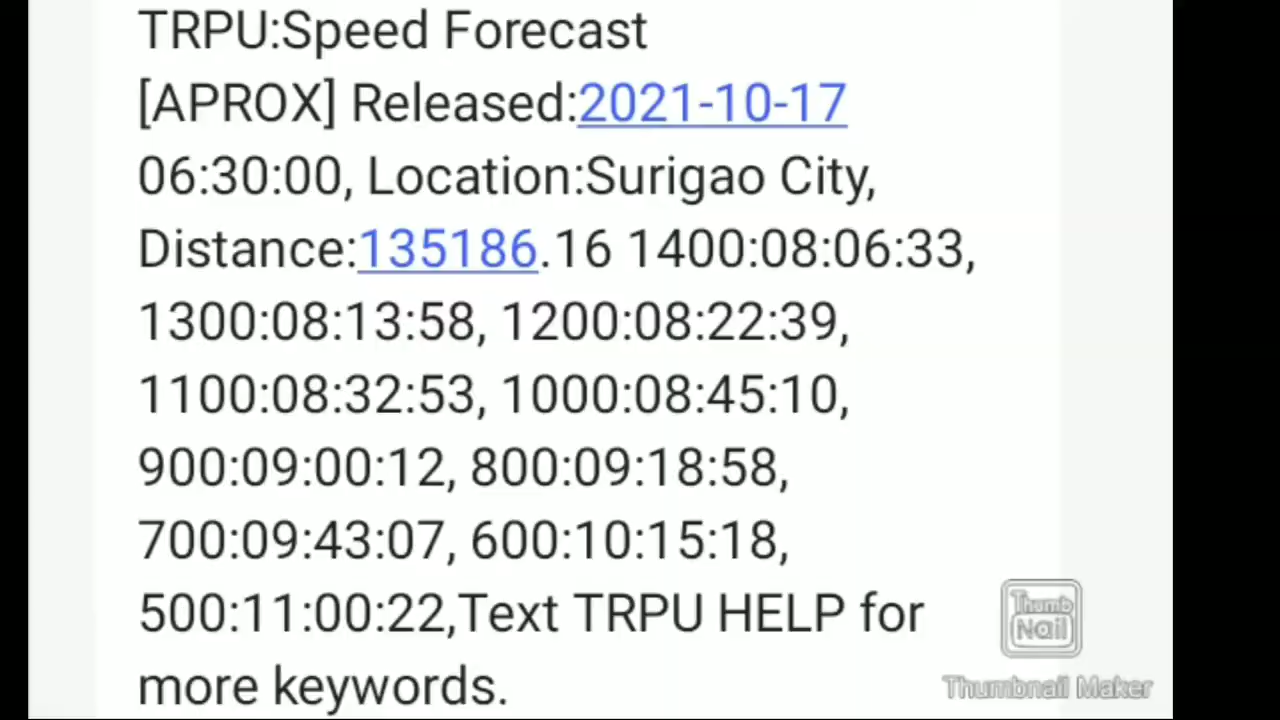 TRPU:Speed Forecast
[APROX] Released:2021-10-17
06:30:00, Location:Surigao City,
Distance:135186.16 1400:08:06:33,
1300:08:13:58, 1200:08:22:39,
1100:08:32:53, 1000:08:45:10,
900:09:00:12, 800:09:18:58,
700:09:43:07, 600:10:15:18,
500:11:00:22,Text TRPU HELP for
more keywords.
Thumb
Nail
Thumbnail Maker